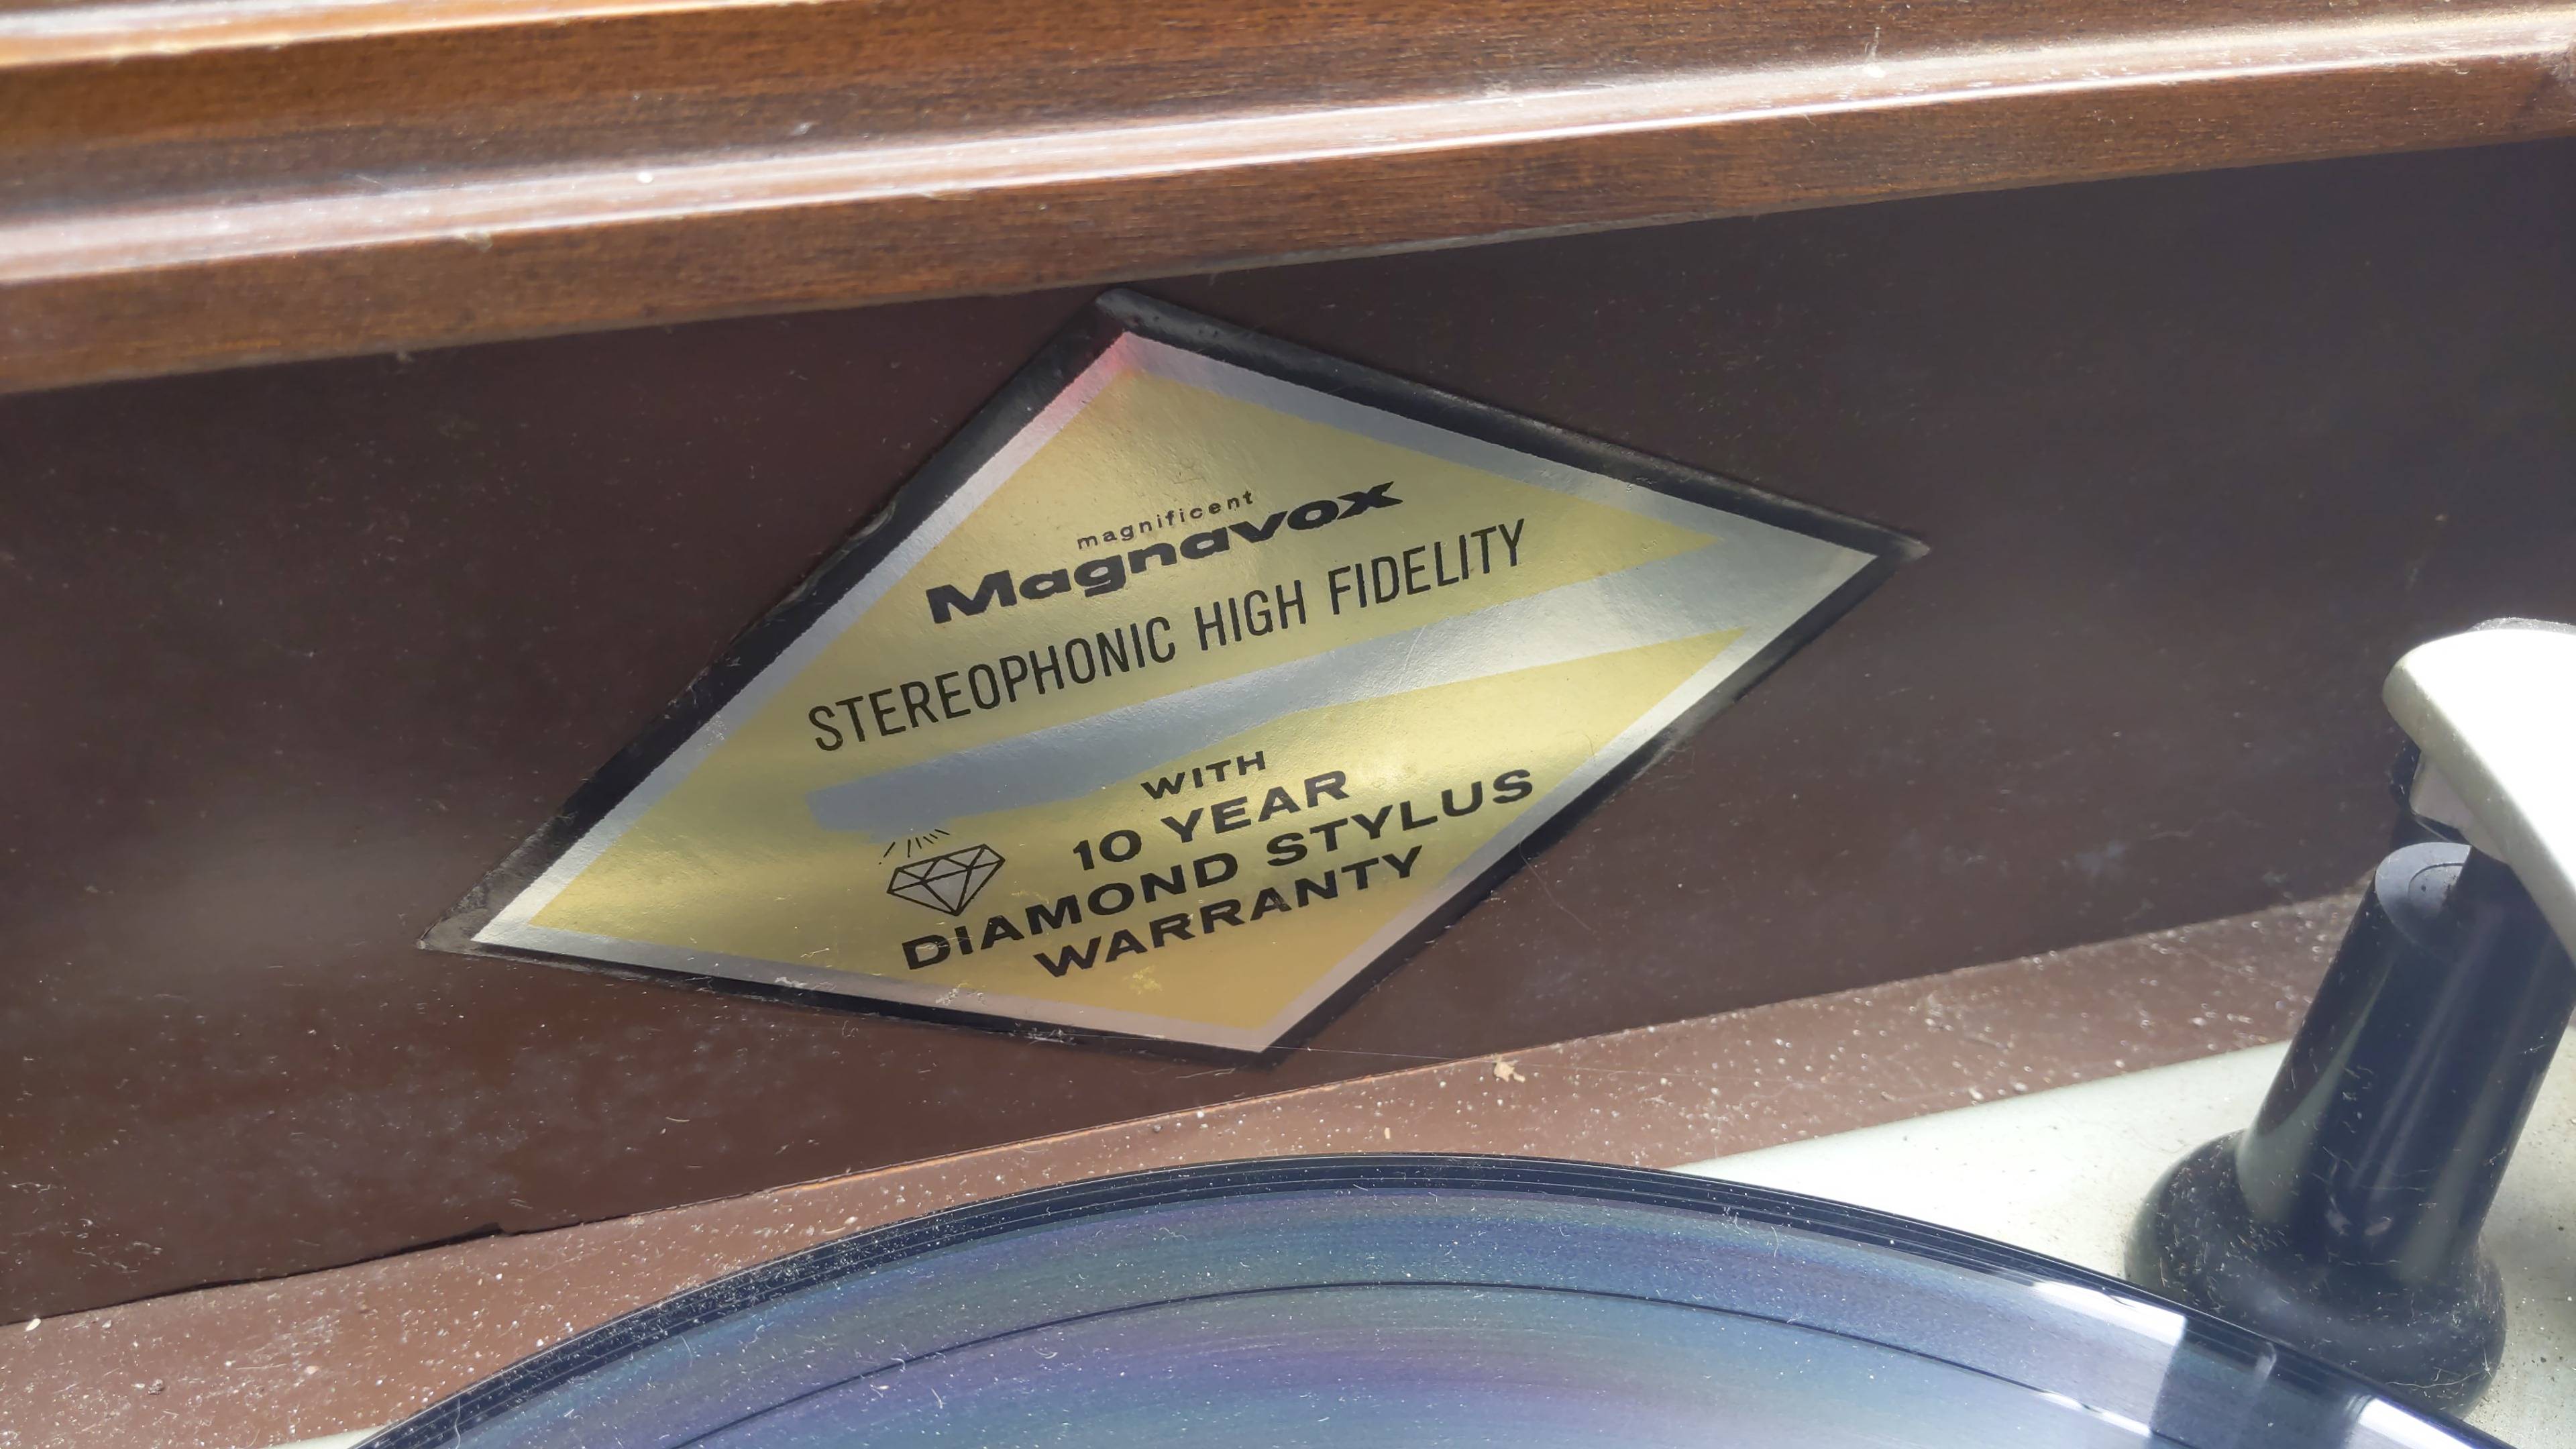 magnificent
Magnavox
STEREOPHONIC HIGH FIDELITY
WITH
10 YEAR
DIAMOND STYLUS
WARRANTY